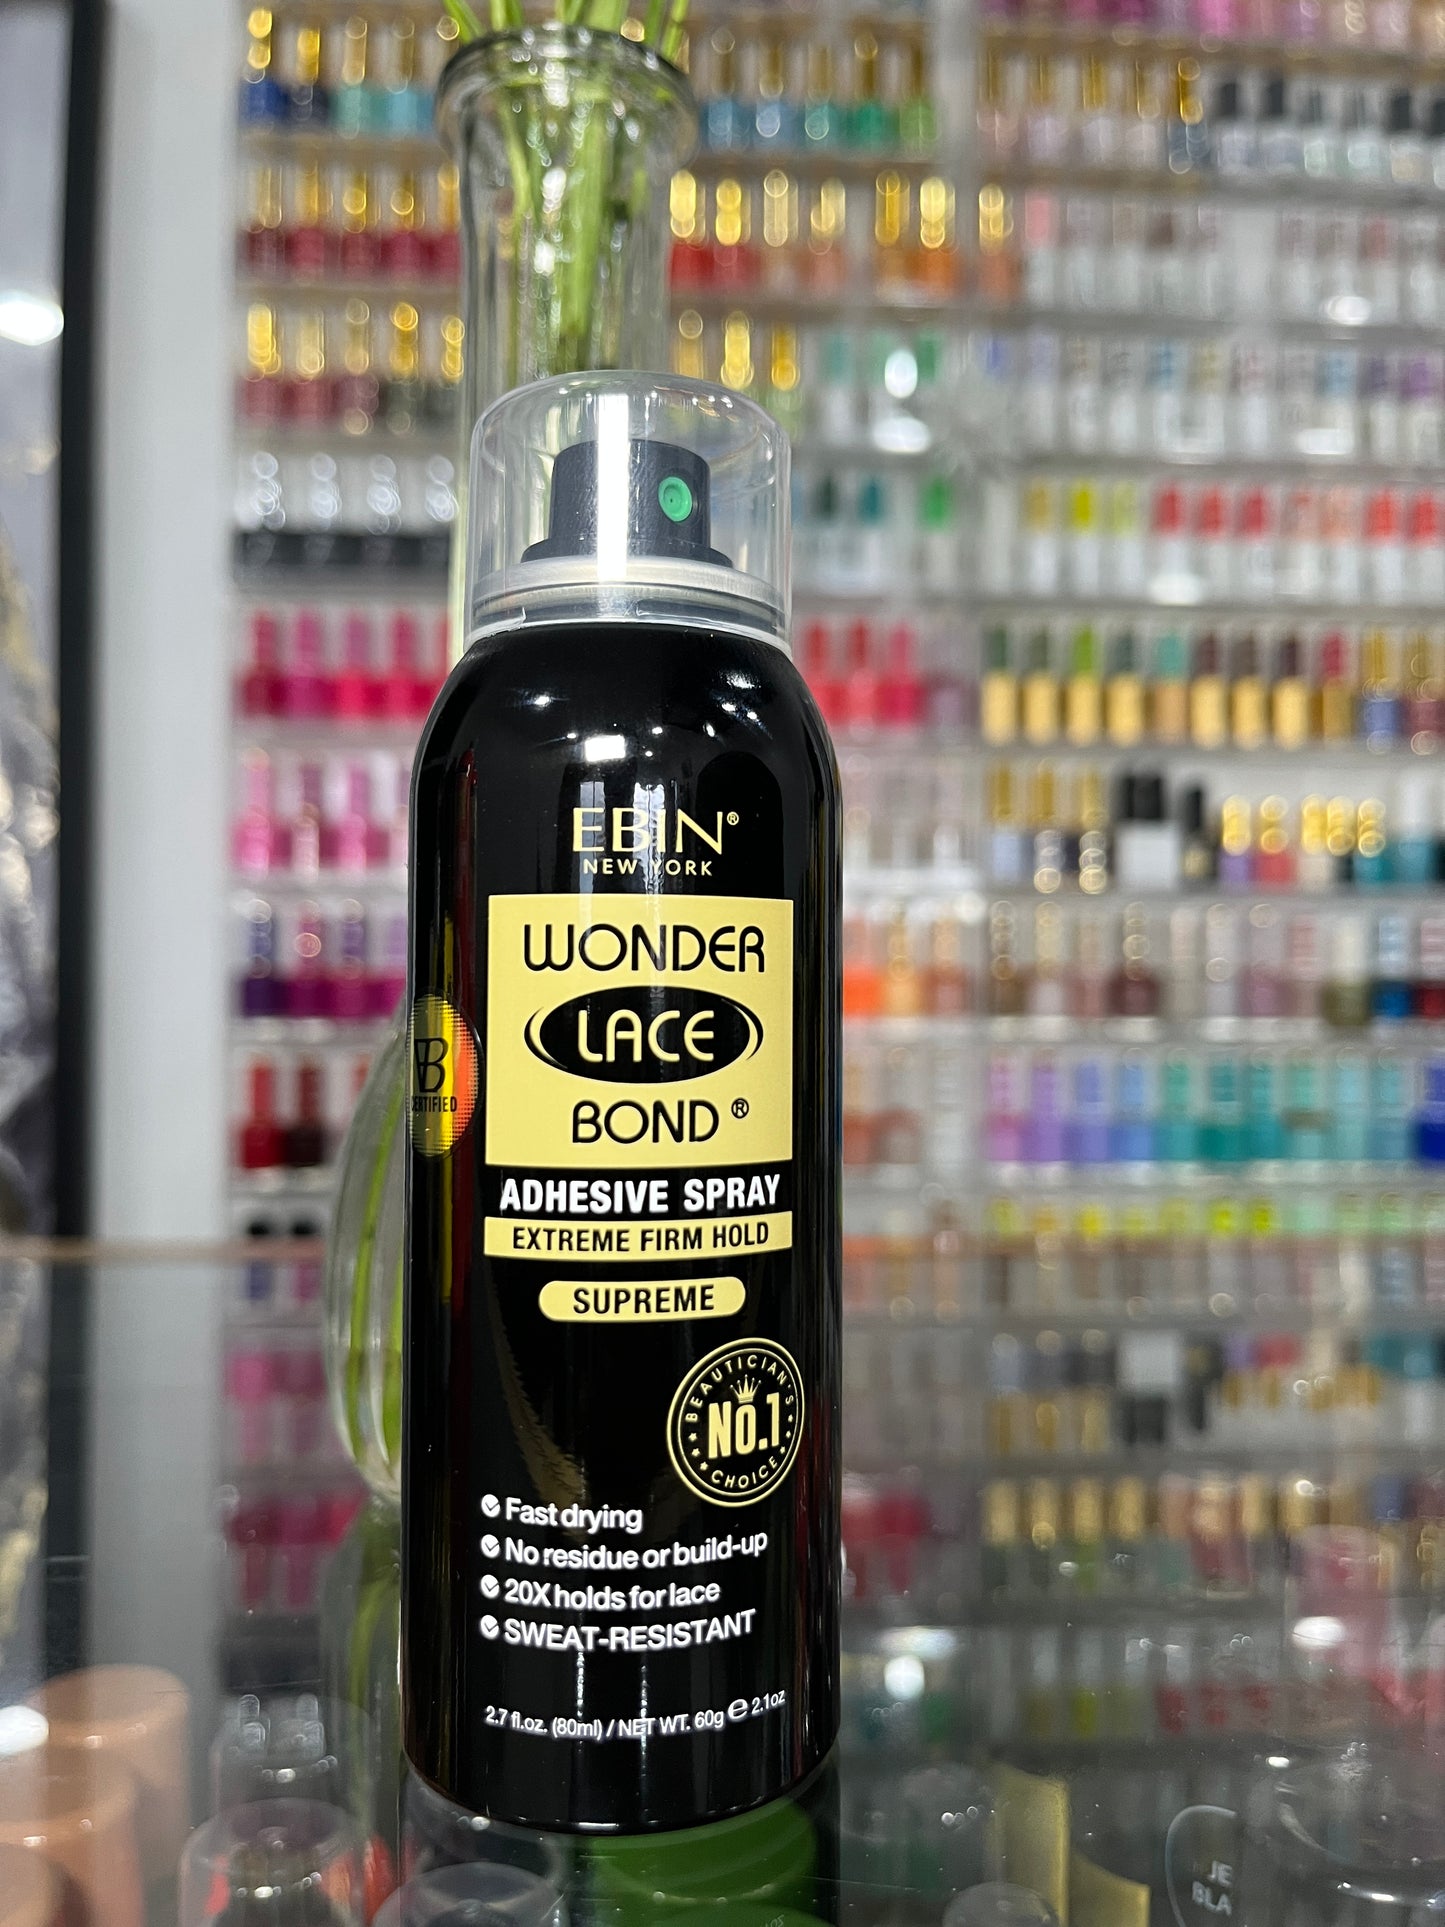 EBIN®
NEW YORK
WONDER
LACE
BOND®
B
CERTIFIED
ADHESIVE SPRAY
EXTREME FIRM HOLD
SUPREME
BEAUTICIAN'S
NO.1
CHOICE
Fast drying
No residue or build-up
20X holds for lace
SWEAT-RESISTANT
2.7 fl.oz. (80ml) / NET WT. 60g ℮ 2.1oz